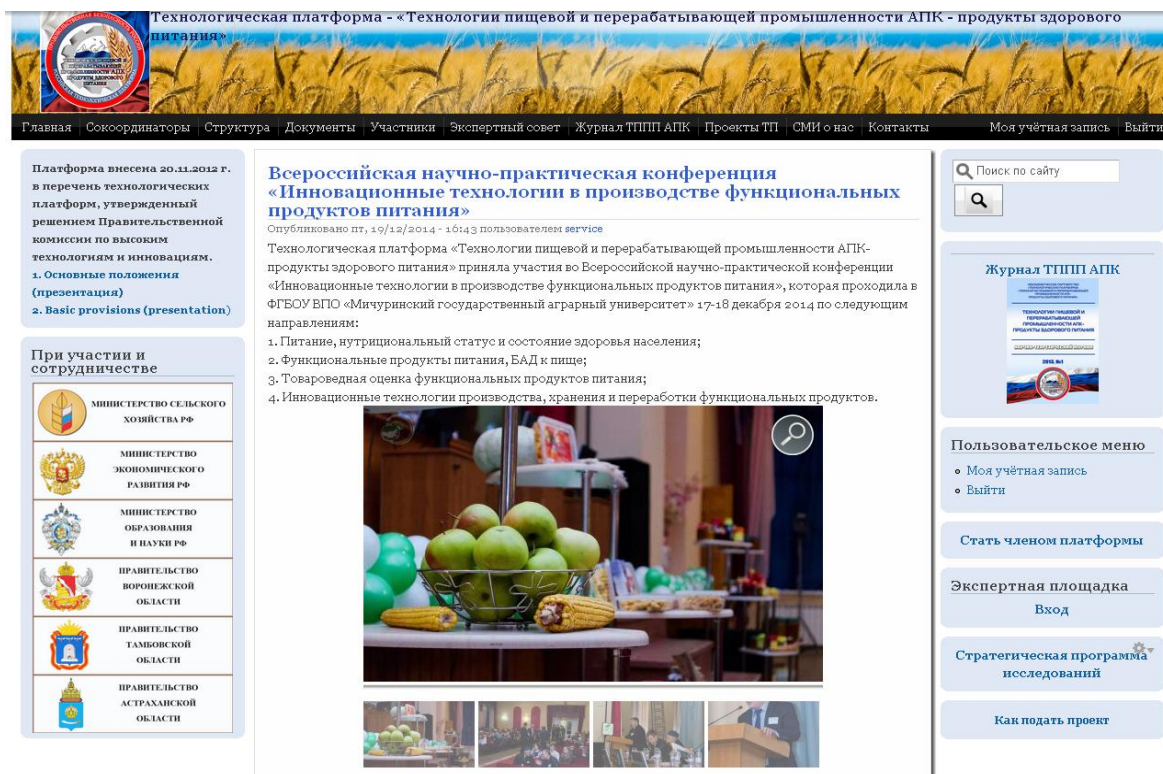 Технологическая платформа - «Технологии пищевой и перерабатывающей промышленности АПК - продукты здорового
питания»
Главная Сокоординаторы Структура Документы Участники Экспертный совет Журнал ТППП АПК Проекты ТП СМИ о нас Контакты Моя учётная запись Выйти
Платформа внесена 20.11.2012 г.
в перечень технологических
платформ, утвержденный
решением Правительственной
комиссии по высоким
технологиям и инновациям.
1. Основные положения
(презентация)
2. Basic provisions (presentation)
При участии и
сотрудничестве
МИНИСТЕРСТВО СЕЛЬСКОГО
ХОЗЯЙСТВА РФ
МИНИСТЕРСТВО
ЭКОНОМИЧЕСКОГО
РАЗВИТИЯ РФ
МИНИСТЕРСТВО
ОБРАЗОВАНИЯ
И НАУКИ РФ
ПРАВИТЕЛЬСТВО
ВОРОНЕЖСКОЙ
ОБЛАСТИ
ПРАВИТЕЛЬСТВО
ТАМБОВСКОЙ
ОБЛАСТИ
ПРАВИТЕЛЬСТВО
АСТРАХАНСКОЙ
ОБЛАСТИ
Всероссийская научно-практическая конференция
«Инновационные технологии в производстве функциональных
продуктов питания»
Опубликовано пт, 19/12/2014 - 16:43 пользователем service
Технологическая платформа «Технологии пищевой и перерабатывающей промышленности АПК-
продукты здорового питания» приняла участия во Всероссийской научно-практической конференции
«Инновационные технологии в производстве функциональных продуктов питания», которая проходила в
ФГБОУ ВПО «Мичуринский государственный аграрный университет» 17-18 декабря 2014 по следующим
направлениям:
1. Питание, нутрициональный статус и состояние здоровья населения;
2. Функциональные продукты питания, БАД к пище;
3. Товароведная оценка функциональных продуктов питания;
4. Инновационные технологии производства, хранения и переработки функциональных продуктов.
Поиск по сайту
Журнал ТППП АПК
ТЕХНОЛОГИИ ПИЩЕВОЙ И
ПЕРЕРАБАТЫВАЮЩЕЙ
ПРОМЫШЛЕННОСТИ АПК-
ПРОДУКТЫ ЗДОРОВОГО ПИТАНИЯ
Пользовательское меню
Моя учётная запись
Выйти
Стать членом платформы
Экспертная площадка
Вход
Стратегическая программа
исследований
Как подать проект